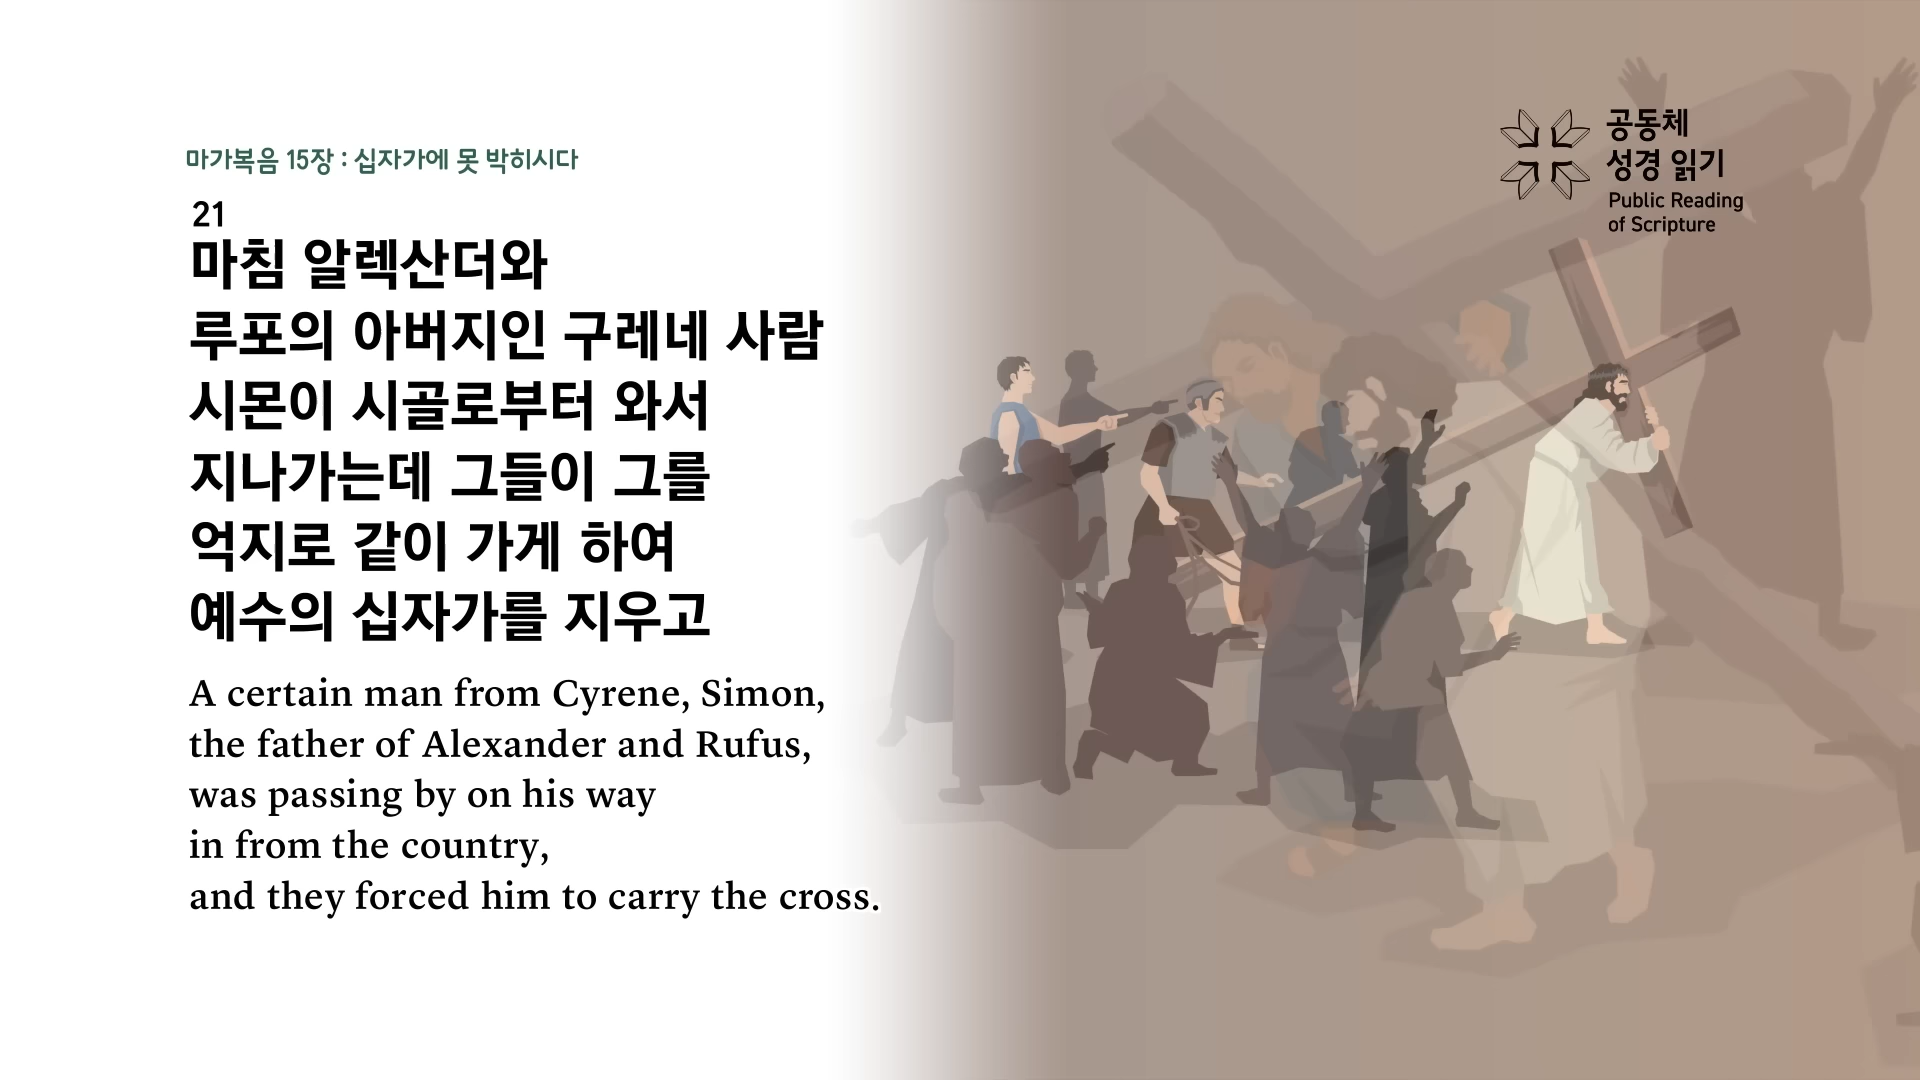 마가복음 15장 : 십자가에 못 박히시다
21
마침 알렉산더와
루포의 아버지인 구레네 사람
시몬이 시골로부터 와서
지나가는데 그들이 그를
억지로 같이 가게 하여
예수의 십자가를 지우고
A certain man from Cyrene, Simon,
the father of Alexander and Rufus,
was passing by on his way
in from the country,
and they forced him to carry the cross.
공동체
성경 읽기
Public Reading
of Scripture